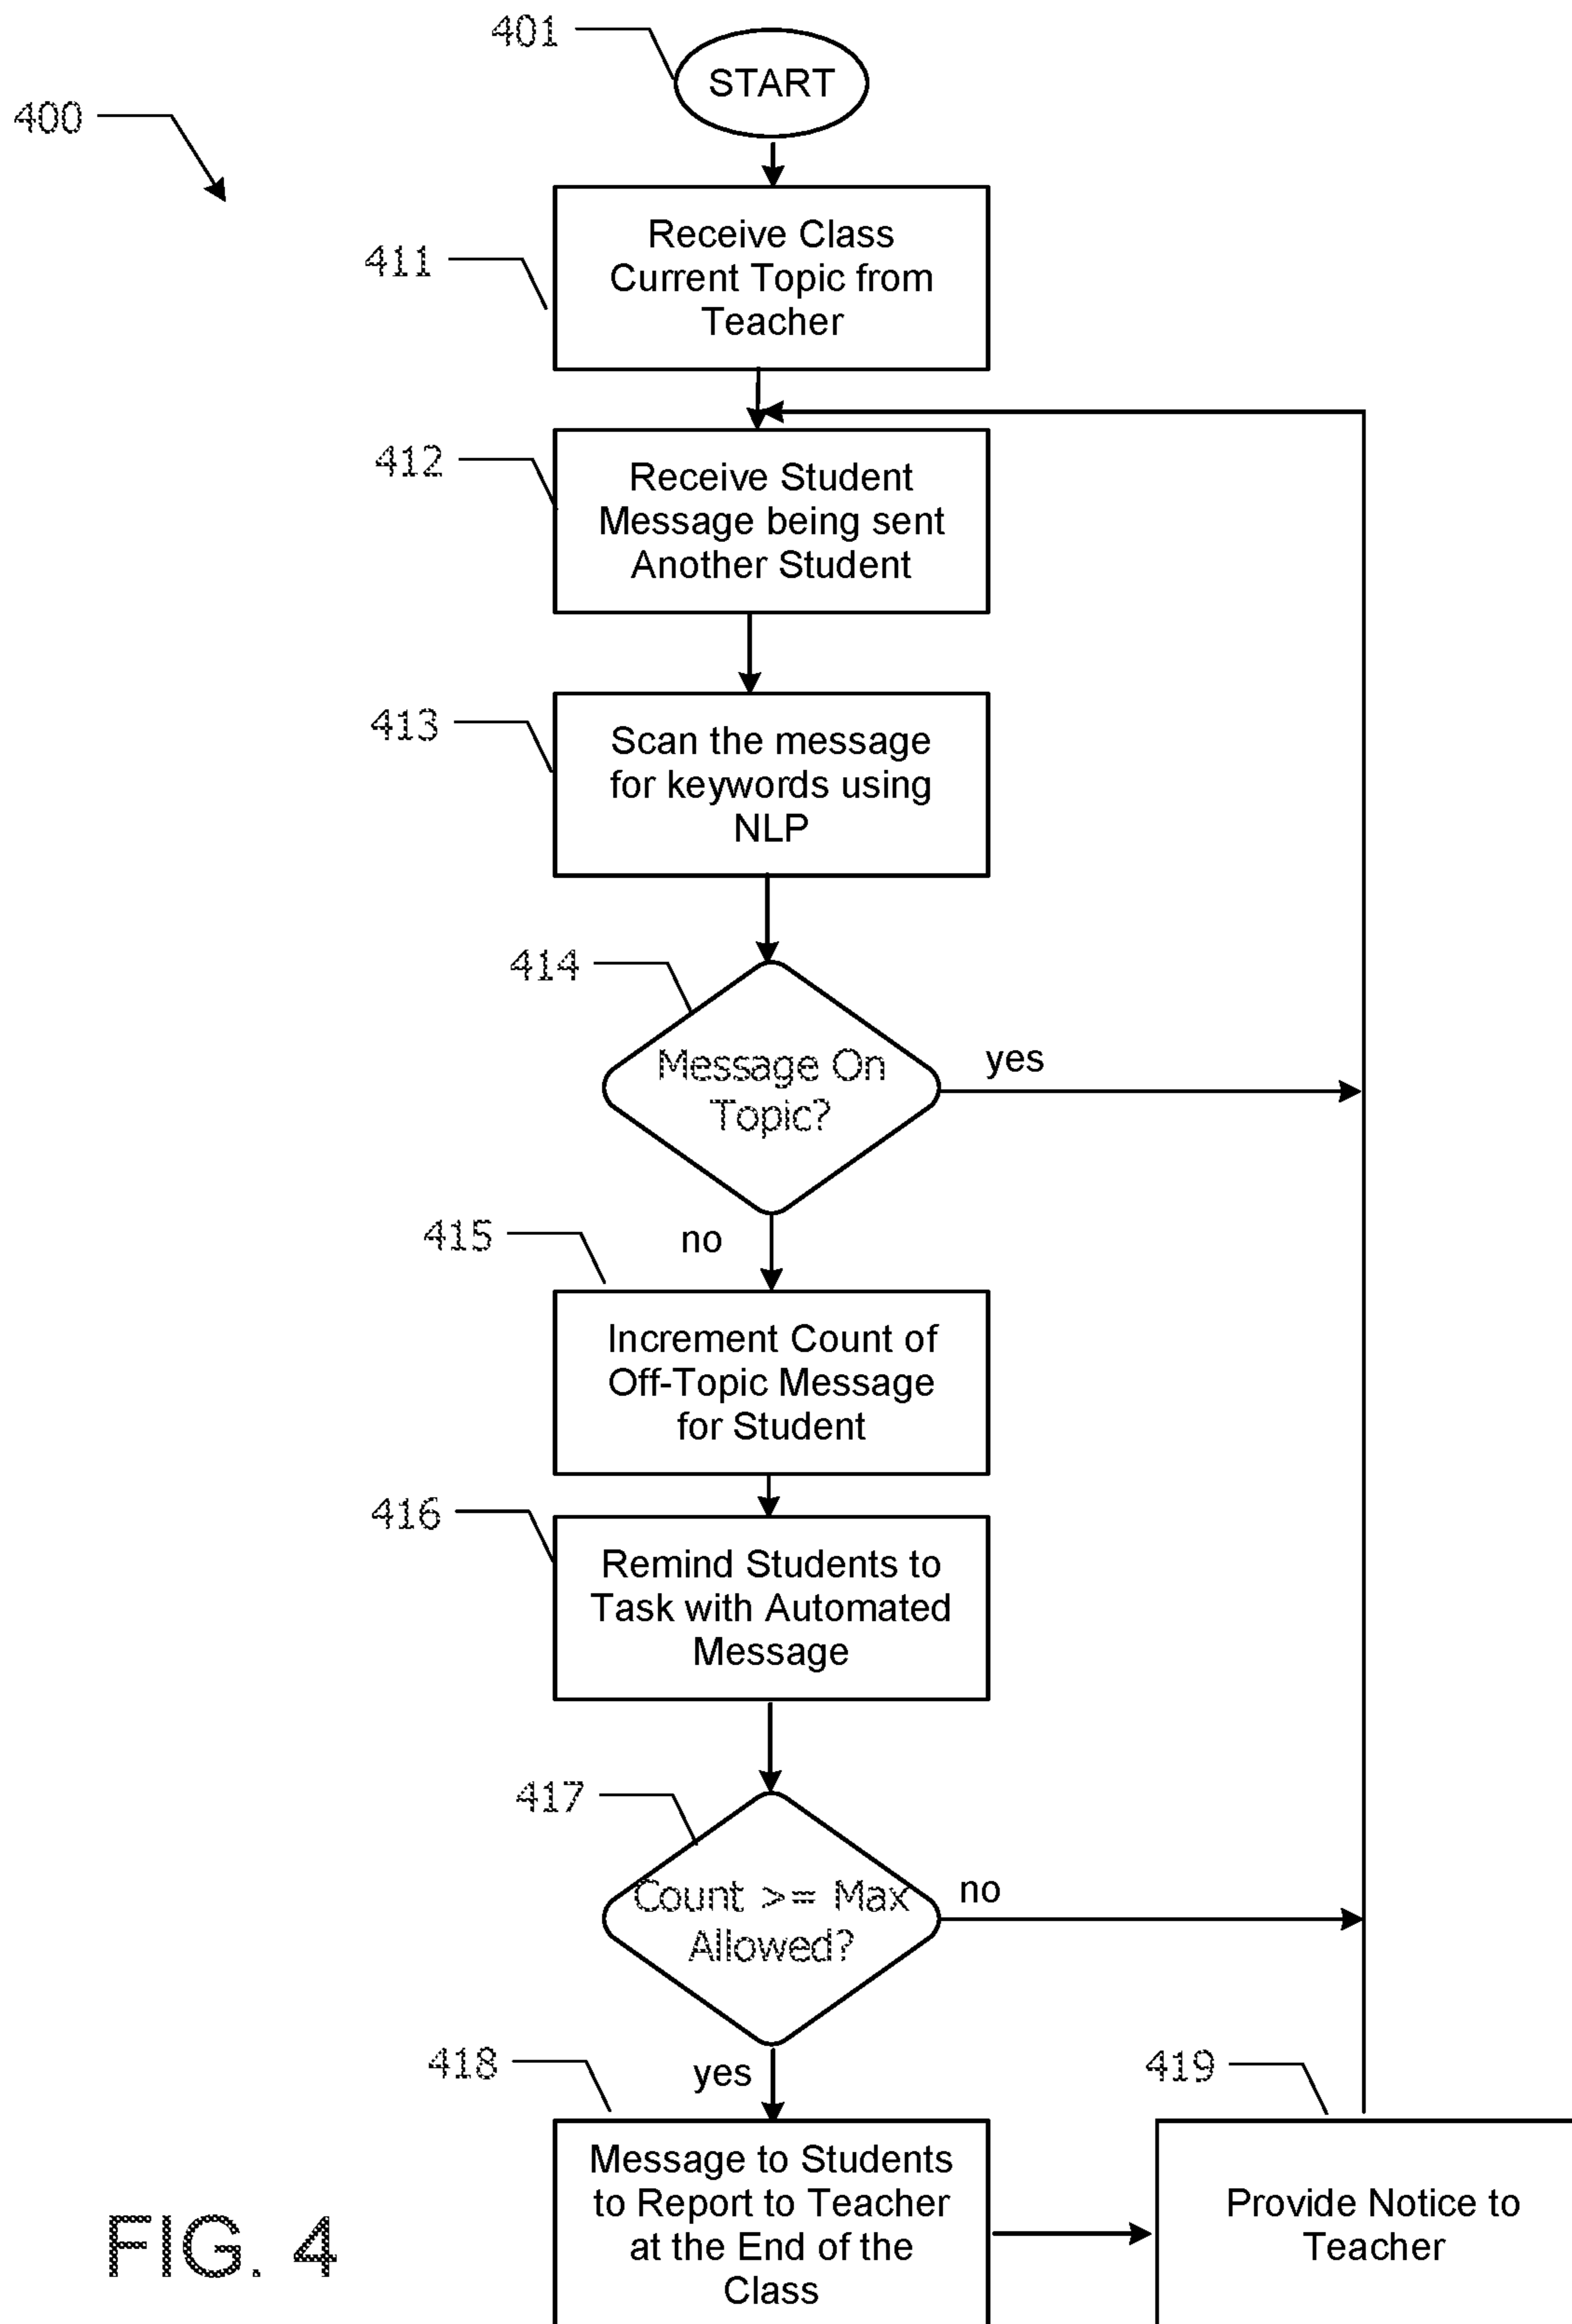 401
START
400
411
Receive Class
Current Topic from
Teacher
412
Receive Student
Message being sent
Another Student
413
Scan the message
for keywords using
NLP
414
Message On
Topic?
yes
no
415
Increment Count of
Off-Topic Message
for Student
416
Remind Students to
Task with Automated
Message
417
Count >= Max
Allowed?
no
yes
418
Message to Students
to Report to Teacher
at the End of the
Class
419
Provide Notice to
Teacher
FIG. 4